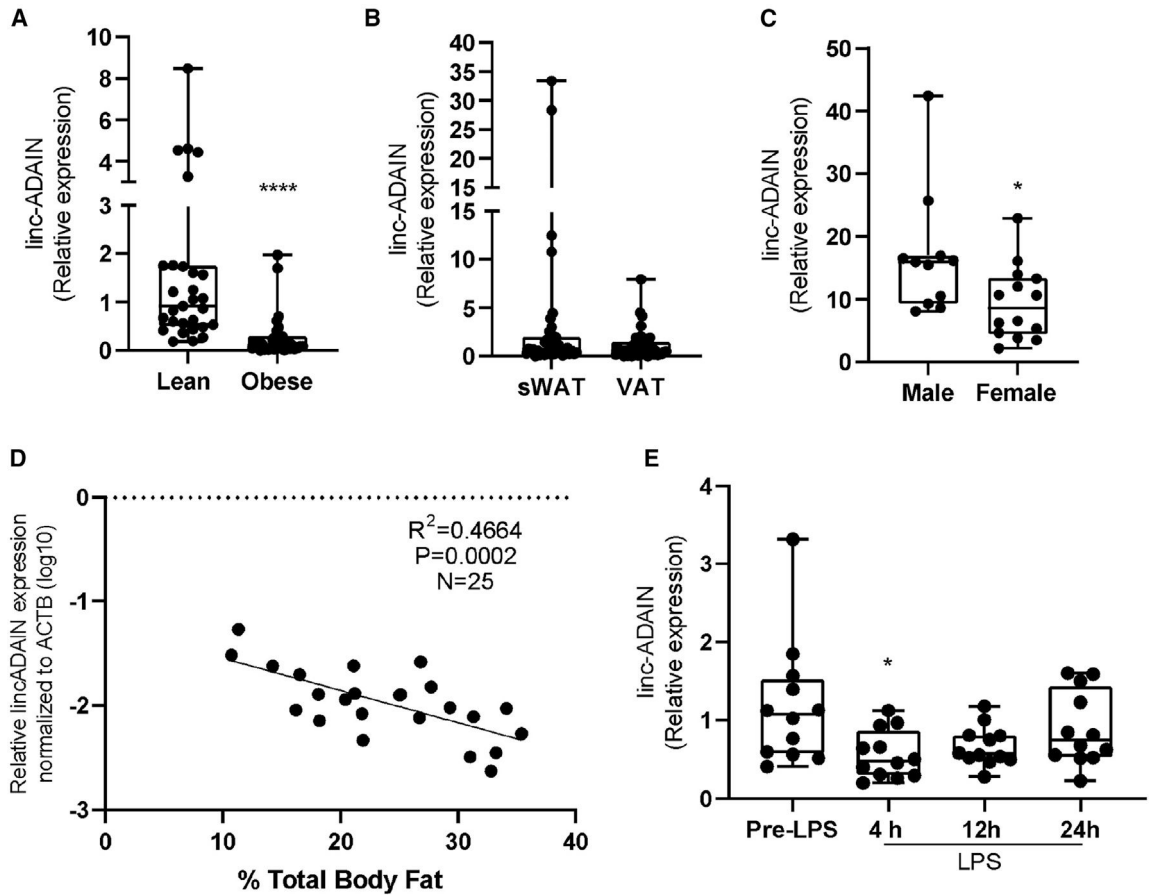 A
linc-ADAIN
(Relative expression)
10
8
6
4
3
2
1
0
****
Lean
Obese
B
linc-ADAIN
(Relative expression)
40
35
30
25
20
15
15
10
5
0
sWAT
VAT
C
linc-ADAIN
(Relative expression)
50
40
30
20
10
0
*
Male
Female
D
Relative lincADAIN expression
normalized to ACTB (log10)
0
-1
-2
-3
R²=0.4664
P=0.0002
N=25
0
10
20
30
40
% Total Body Fat
E
linc-ADAIN
(Relative expression)
4
3
2
1
0
*
Pre-LPS
4 h
12h
24h
LPS